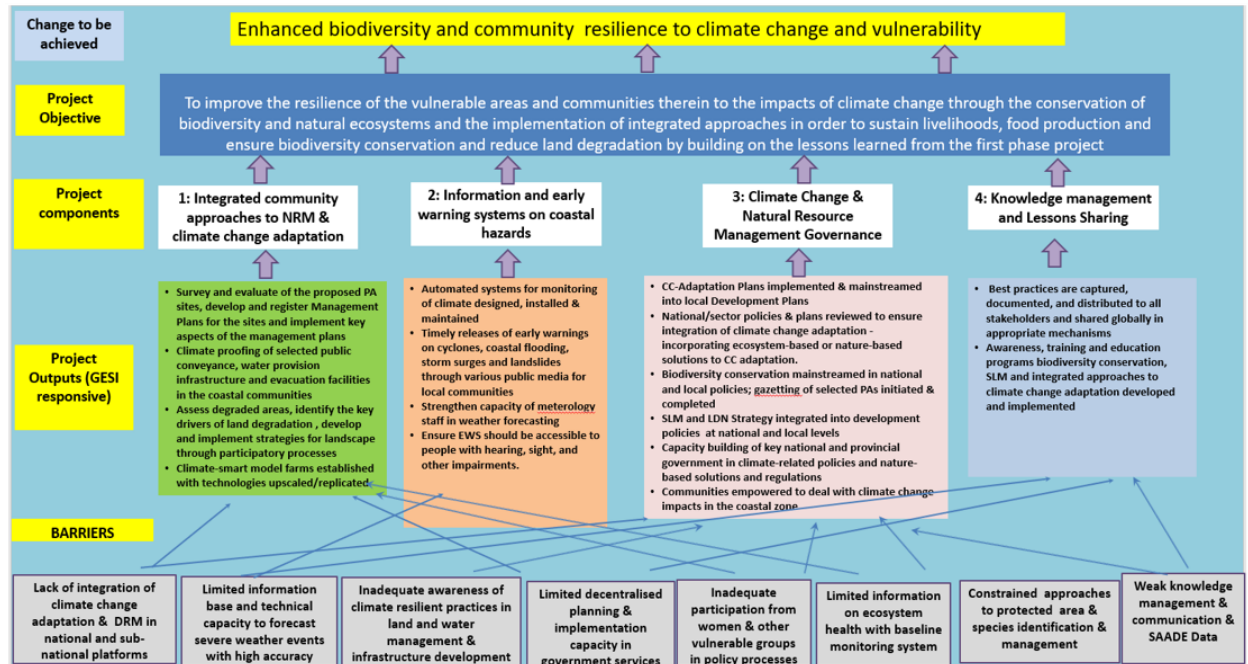 Change to be
achieved
Enhanced biodiversity and community resilience to climate change and vulnerability
Project
Objective
To improve the resilience of the vulnerable areas and communities therein to the impacts of climate change through the conservation of
biodiversity and natural ecosystems and the implementation of integrated approaches in order to sustain livelihoods, food production and
ensure biodiversity conservation and reduce land degradation by building on the lessons learned from the first phase project
Project
components
1: Integrated community
approaches to NRM &
climate change adaptation
2: Information and early
warning systems on coastal
hazards
3: Climate Change &
Natural Resource
Management Governance
4: Knowledge management
and Lessons Sharing
Project
Outputs (GESI
responsive)
• Survey and evaluate of the proposed PA
sites, develop and register Management
Plans for the sites and implement key
aspects of the management plans
• Climate proofing of selected public
conveyance, water provision
infrastructure and evacuation facilities
in the coastal communities
• Assess degraded areas, identify the key
drivers of land degradation , develop
and implement strategies for landscape
through participatory processes
• Climate-smart model farms established
with technologies upscaled/replicated
• Automated systems for monitoring
of climate designed, installed &
maintained
• Timely releases of early warnings
on cyclones, coastal flooding,
storm surges and landslides
through various public media for
local communities
• Strengthen capacity of meterology
staff in weather forecasting
• Ensure EWS should be accessible to
people with hearing, sight, and
other impairments.
• CC-Adaptation Plans implemented & mainstreamed
into local Development Plans
• National/sector policies & plans reviewed to ensure
integration of climate change adaptation -
incorporating ecosystem-based or nature-based
solutions to CC adaptation.
• Biodiversity conservation mainstreamed in national
and local policies; gazetting of selected PAs initiated &
completed
• SLM and LDN Strategy integrated into development
policies at national and local levels
• Capacity building of key national and provincial
government in climate-related policies and nature-
based solutions and regulations
• Communities empowered to deal with climate change
impacts in the coastal zone
• Best practices are captured,
documented, and distributed to all
stakeholders and shared globally in
appropriate mechanisms
• Awareness, training and education
programs biodiversity conservation,
SLM and integrated approaches to
climate change adaptation developed
and implemented
BARRIERS
Lack of integration of
climate change
adaptation & DRM in
national and sub-
national platforms
Limited information
base and technical
capacity to forecast
severe weather events
with high accuracy
Inadequate awareness of
climate resilient practices in
land and water
management &
infrastructure development
Limited decentralised
planning &
implementation
capacity in
government services
Inadequate
participation from
women & other
vulnerable groups
in policy processes
Limited information
on ecosystem
health with baseline
monitoring system
Constrained approaches
to protected area &
species identification &
management
Weak knowledge
management &
communication &
SAADE Data